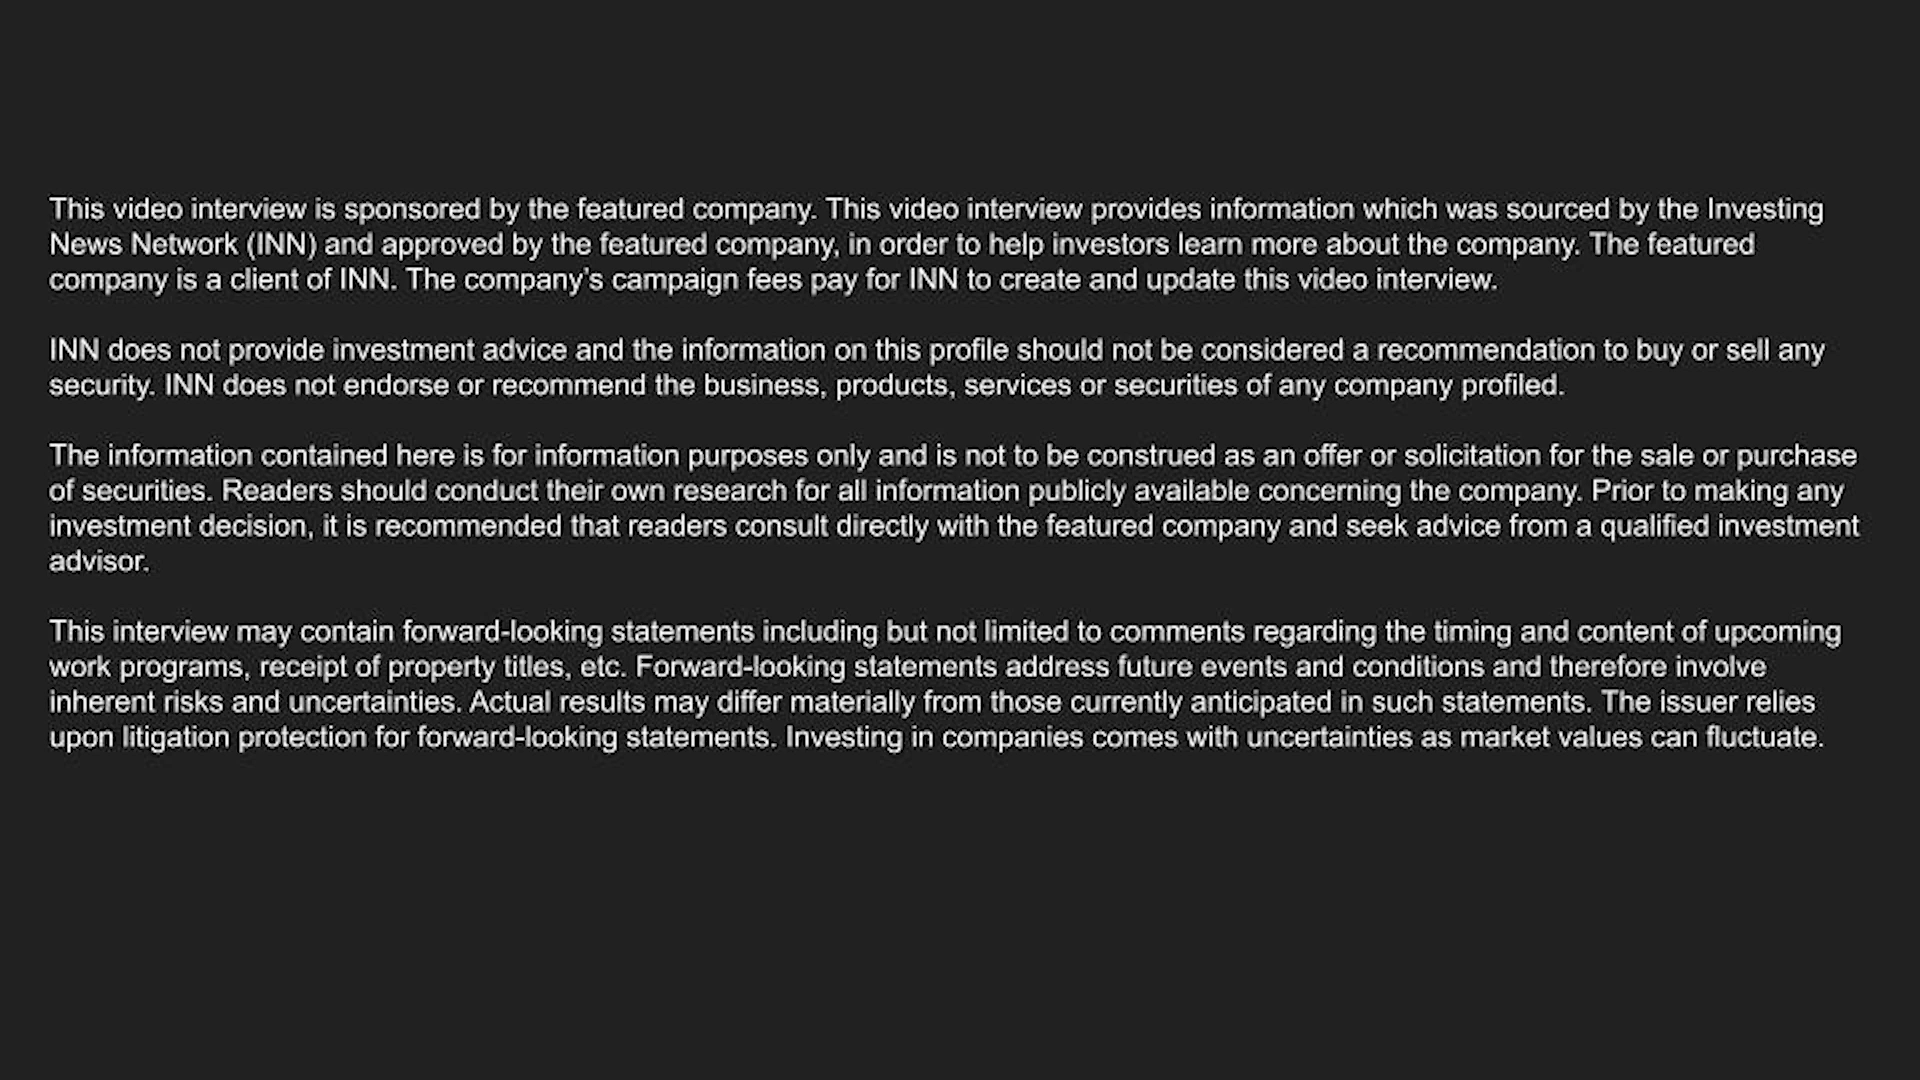 This video interview is sponsored by the featured company. This video interview provides information which was sourced by the Investing
News Network (INN) and approved by the featured company, in order to help investors learn more about the company. The featured
company is a client of INN. The company’s campaign fees pay for INN to create and update this video interview.
INN does not provide investment advice and the information on this profile should not be considered a recommendation to buy or sell any
security. INN does not endorse or recommend the business, products, services or securities of any company profiled.
The information contained here is for information purposes only and is not to be construed as an offer or solicitation for the sale or purchase
of securities. Readers should conduct their own research for all information publicly available concerning the company. Prior to making any
investment decision, it is recommended that readers consult directly with the featured company and seek advice from a qualified investment
advisor.
This interview may contain forward-looking statements including but not limited to comments regarding the timing and content of upcoming
work programs, receipt of property titles, etc. Forward-looking statements address future events and conditions and therefore involve
inherent risks and uncertainties. Actual results may differ materially from those currently anticipated in such statements. The issuer relies
upon litigation protection for forward-looking statements. Investing in companies comes with uncertainties as market values can fluctuate.